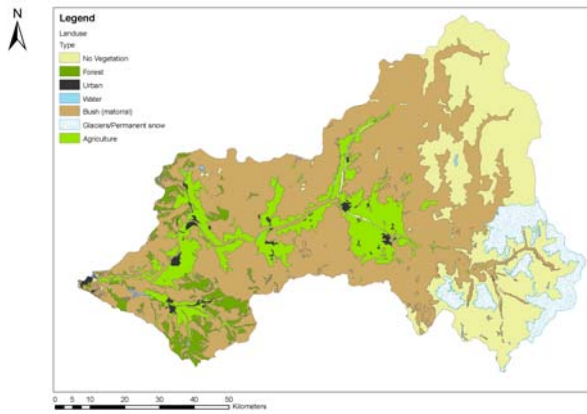 N
Legend
Landuse
Type
No Vegetation
Forest
Urban
Water
Bush (matorral)
Glaciers/Permanent snow
Agriculture
0 5 10 20 30 40 50
Kilometers